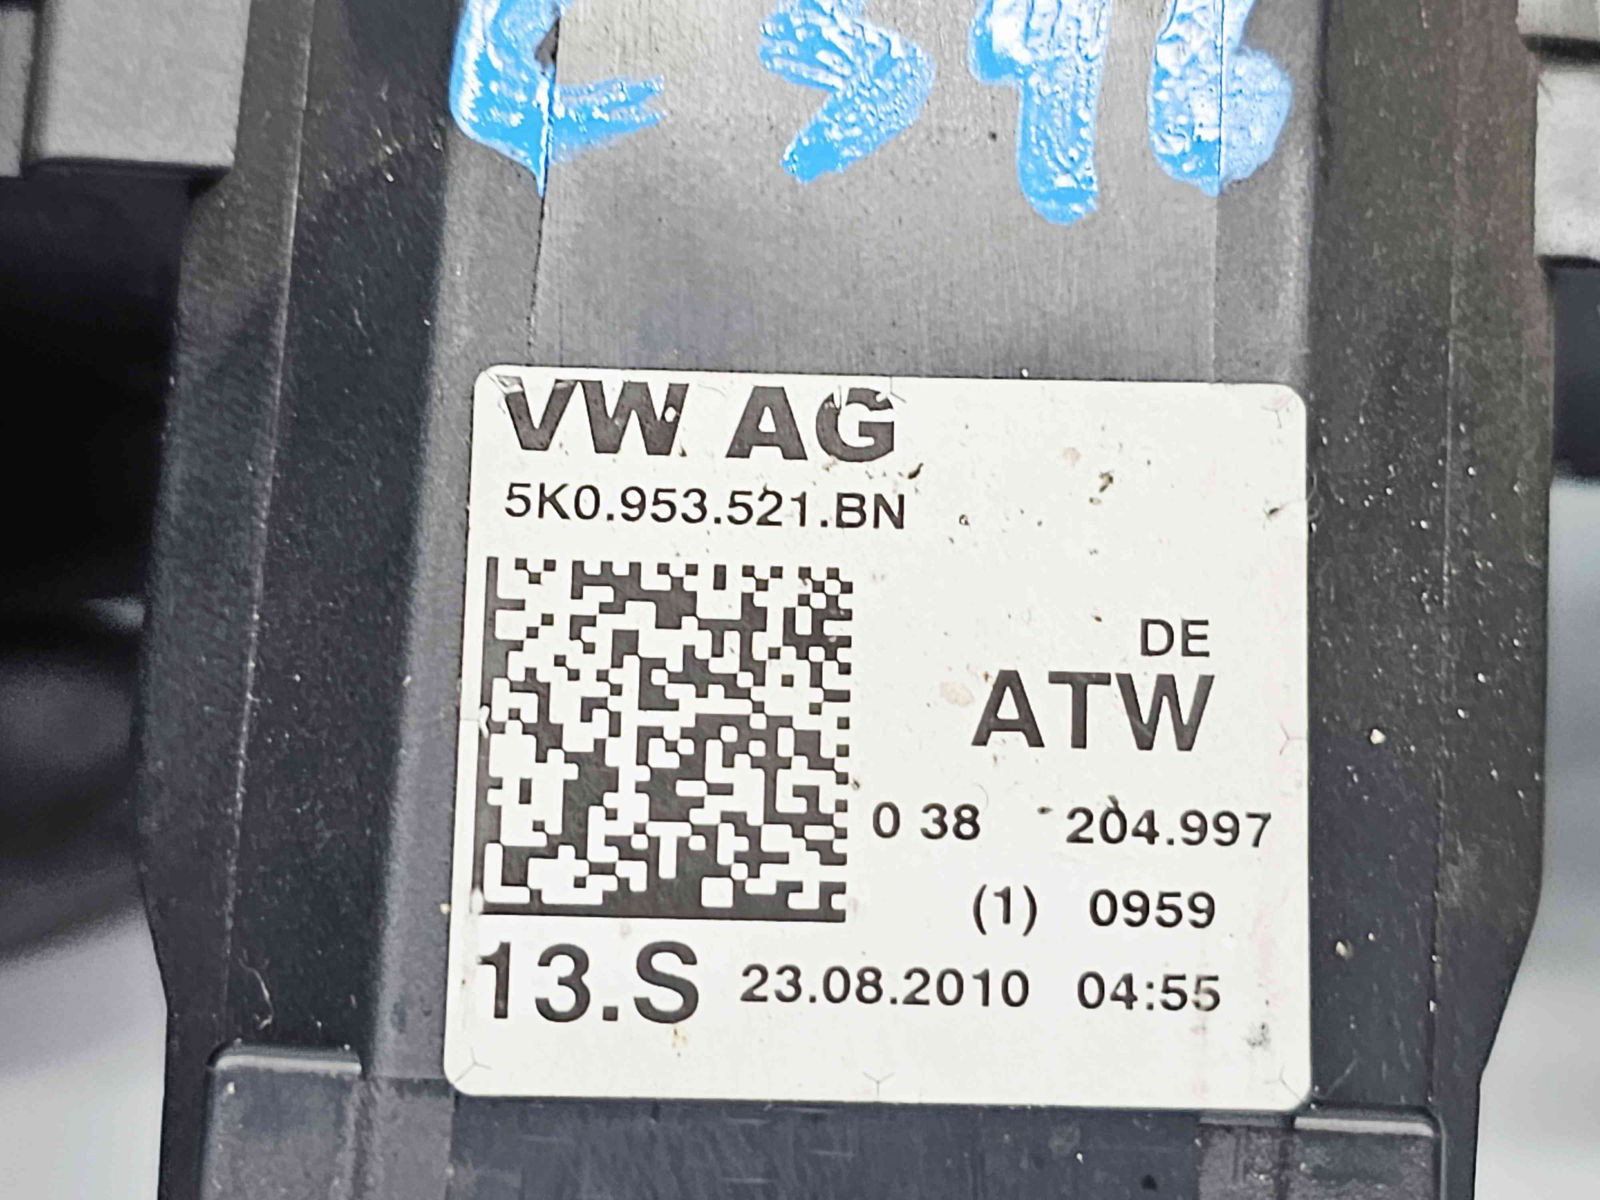 VW AG
5K0.953.521.BN
DE
ATW
0 38 204.997
(1) 0959
13.S 23.08.2010 04:55